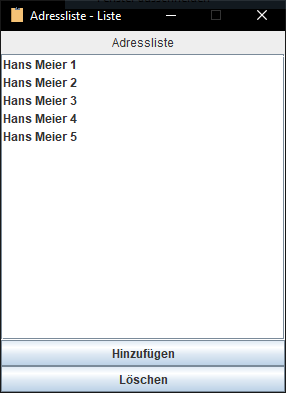 Adressliste - Liste
Adressliste
Hans Meier 1
Hans Meier 2
Hans Meier 3
Hans Meier 4
Hans Meier 5
Hinzufügen
Löschen